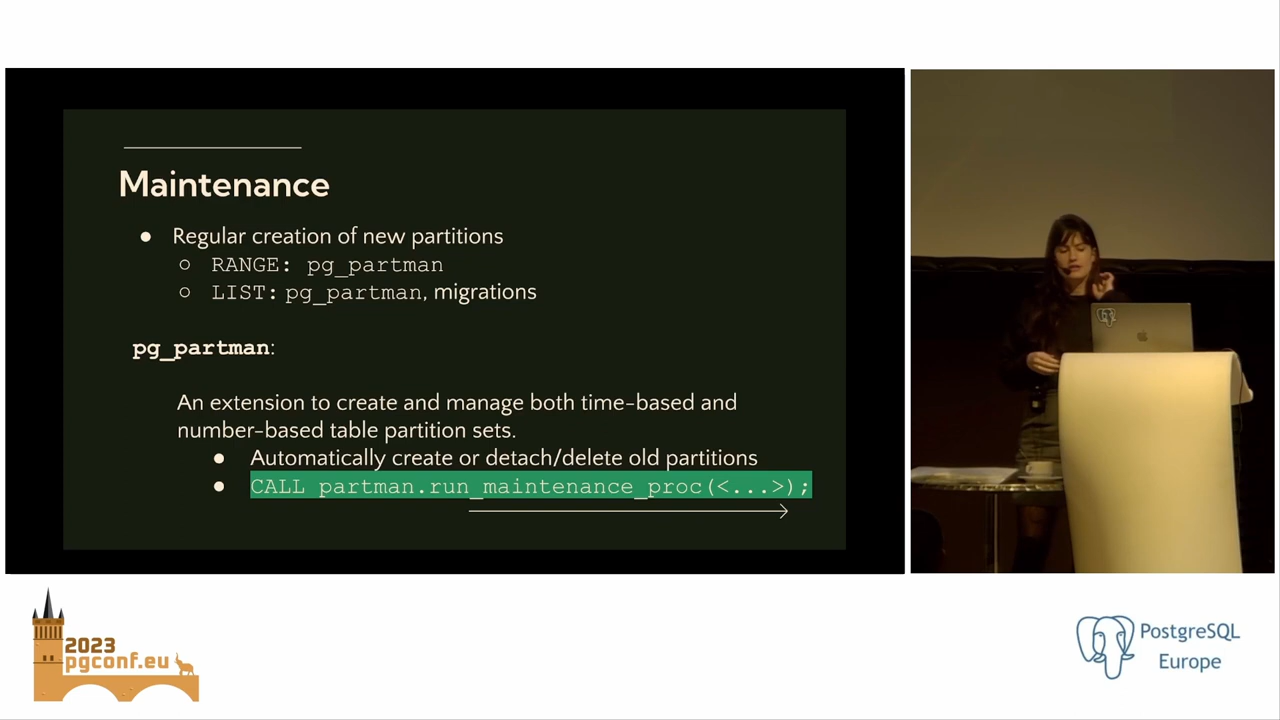 Maintenance
● Regular creation of new partitions
○ RANGE: pg_partman
○ LIST: pg_partman, migrations
pg_partman:
An extension to create and manage both time-based and
number-based table partition sets.
● Automatically create or detach/delete old partitions
● CALL partman.run_maintenance_proc(<...>);
2023
pgconf.eu
PostgreSQL
Europe